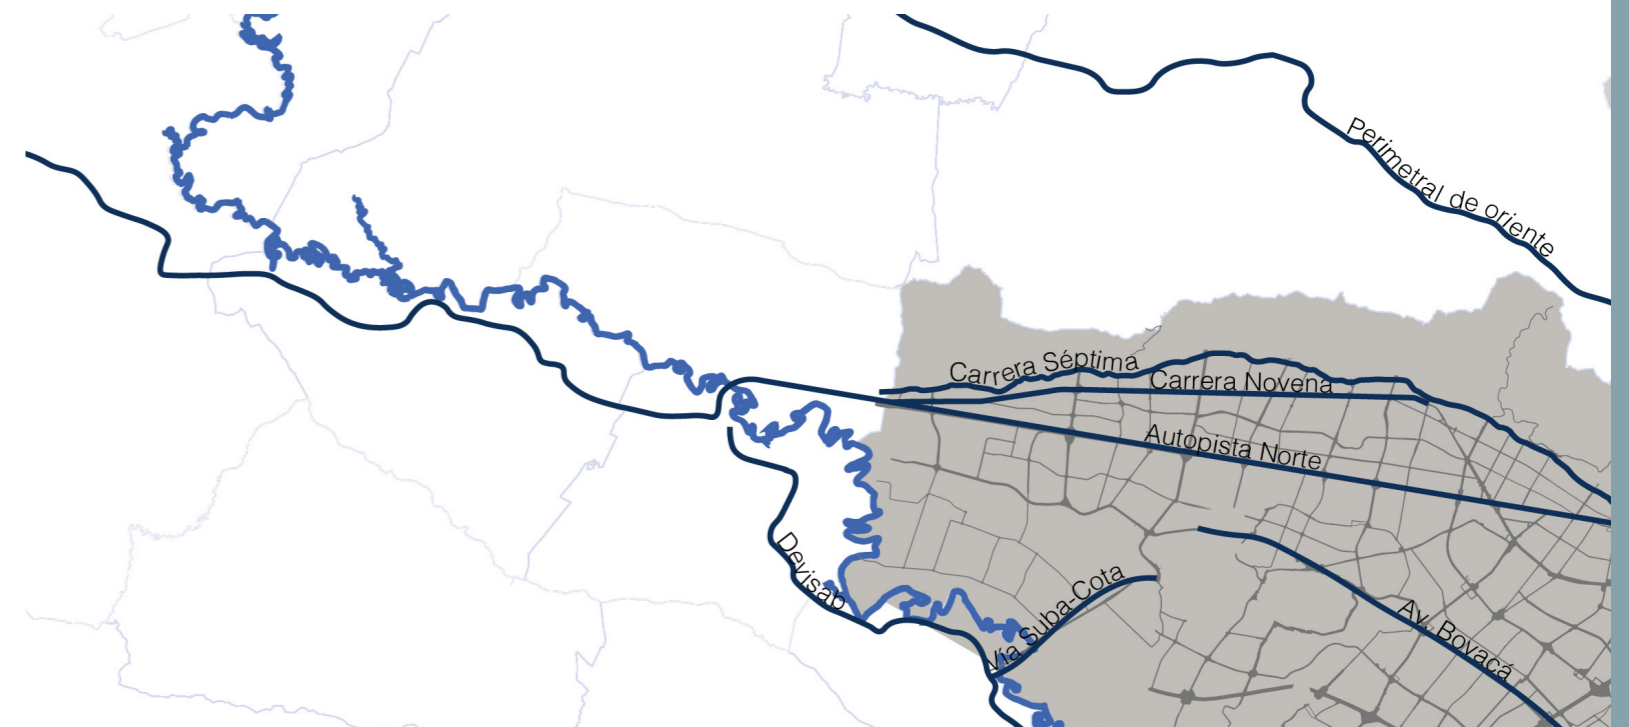 Perimetral de oriente
Carrera Séptima
Carrera Novena
Autopista Norte
Devisab
Vía Suba-Cota
Av. Boyacá